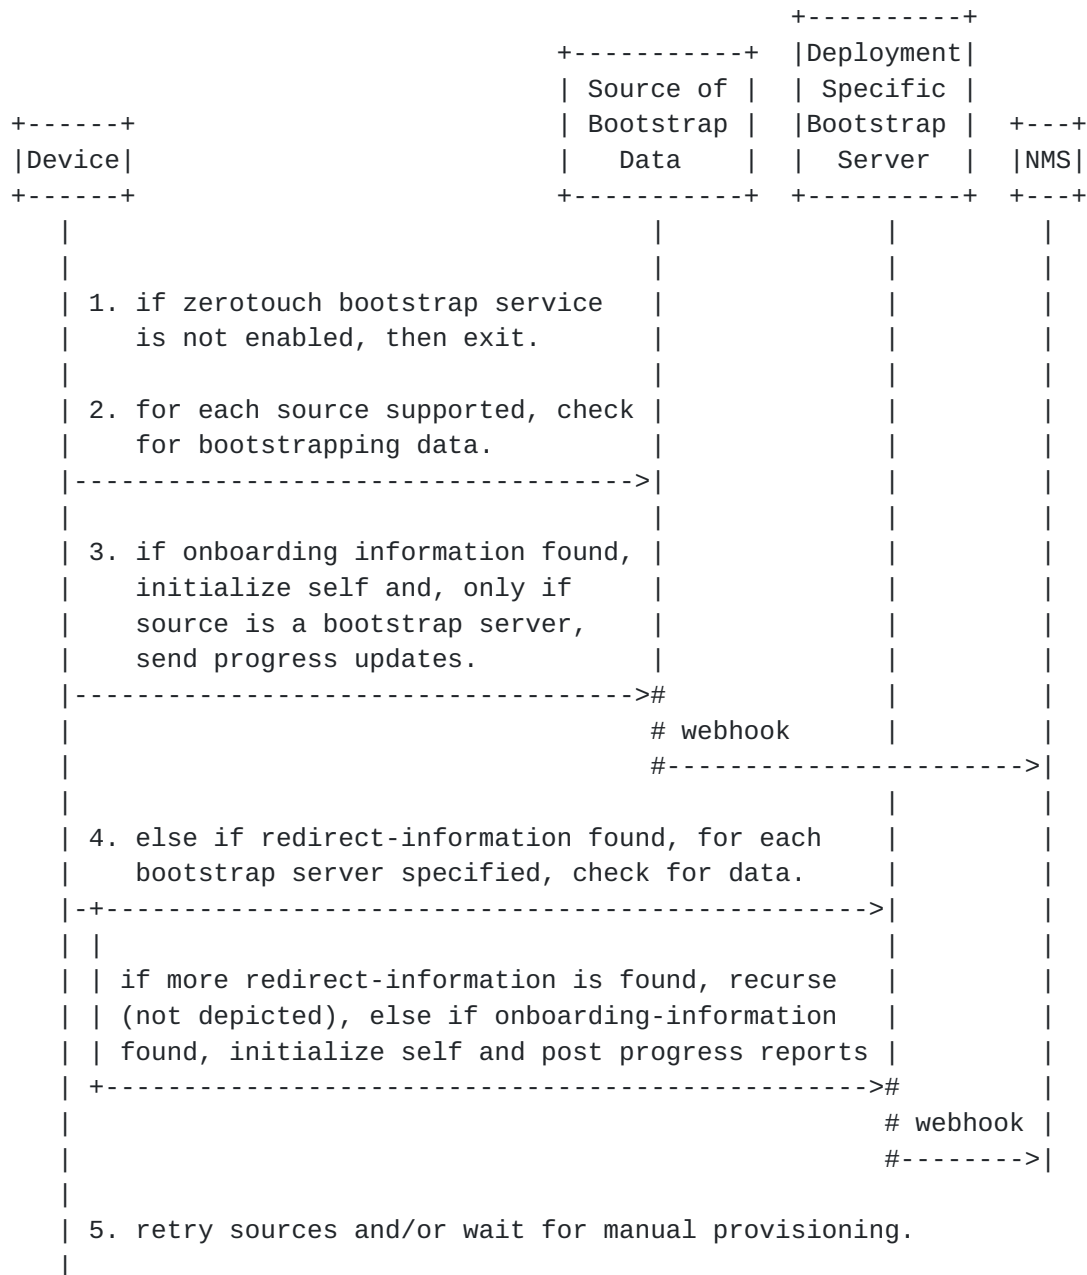 Deployment
Source of Specific
Bootstrap Bootstrap
Device Data Server NMS
1. if zerotouch bootstrap service
is not enabled, then exit.
2. for each source supported, check
for bootstrapping data.
3. if onboarding information found,
initialize self and, only if
source is a bootstrap server,
send progress updates.
# webhook
4. else if redirect-information found, for each
bootstrap server specified, check for data.
if more redirect-information is found, recurse
(not depicted), else if onboarding-information
found, initialize self and post progress reports
# webhook
5. retry sources and/or wait for manual provisioning.